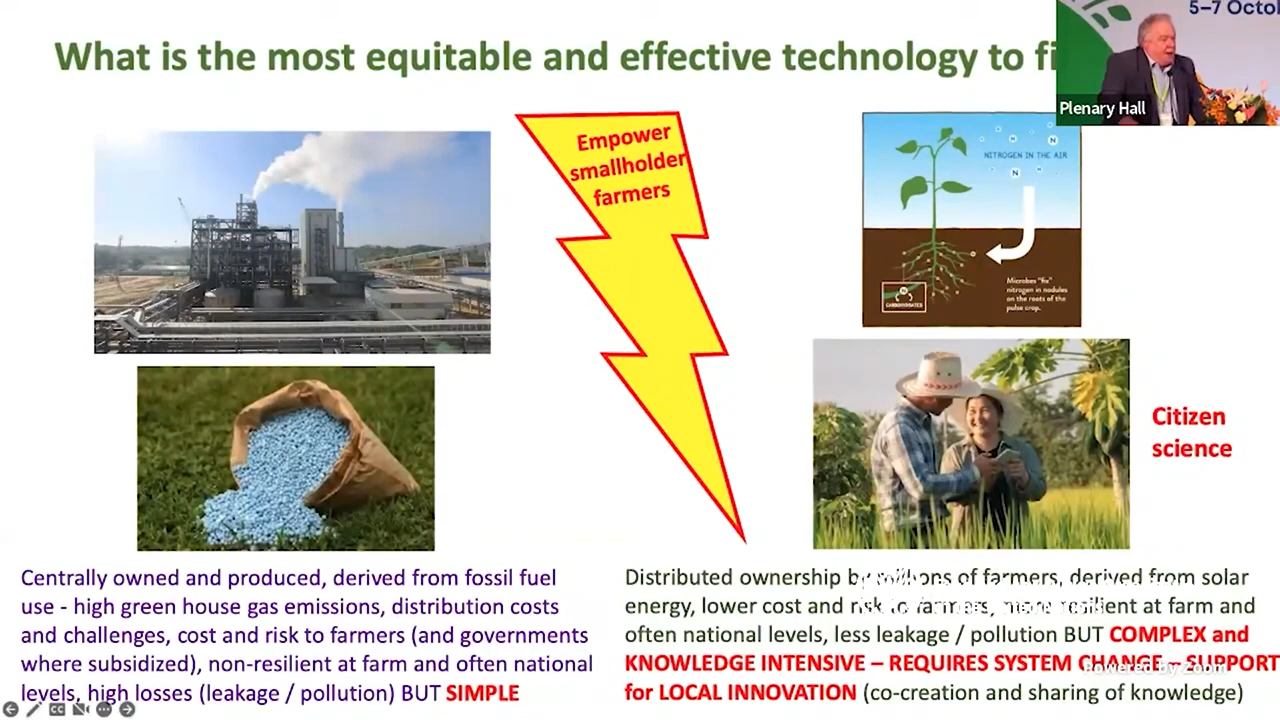 What is the most equitable and effective technology to fi
5–7 Octo
Plenary Hall
Empower
smallholder
farmers
NITROGEN IN THE AIR
N
N
N
Microbes "fix"
nitrogen in nodules
on the roots of the
pulse crop.
N
CARBOHYDRATES
Citizen
science
Centrally owned and produced, derived from fossil fuel
use - high green house gas emissions, distribution costs
and challenges, cost and risk to farmers (and governments
where subsidized), non-resilient at farm and often national
levels, high losses (leakage / pollution) BUT SIMPLE
Distributed ownership by millions of farmers, derived from solar
energy, lower cost and risk to farmers, more resilient at farm and
often national levels, less leakage / pollution BUT COMPLEX and
KNOWLEDGE INTENSIVE – REQUIRES SYSTEM CHANGE – SUPPORT
for LOCAL INNOVATION (co-creation and sharing of knowledge)
Powered by Zoom
CC